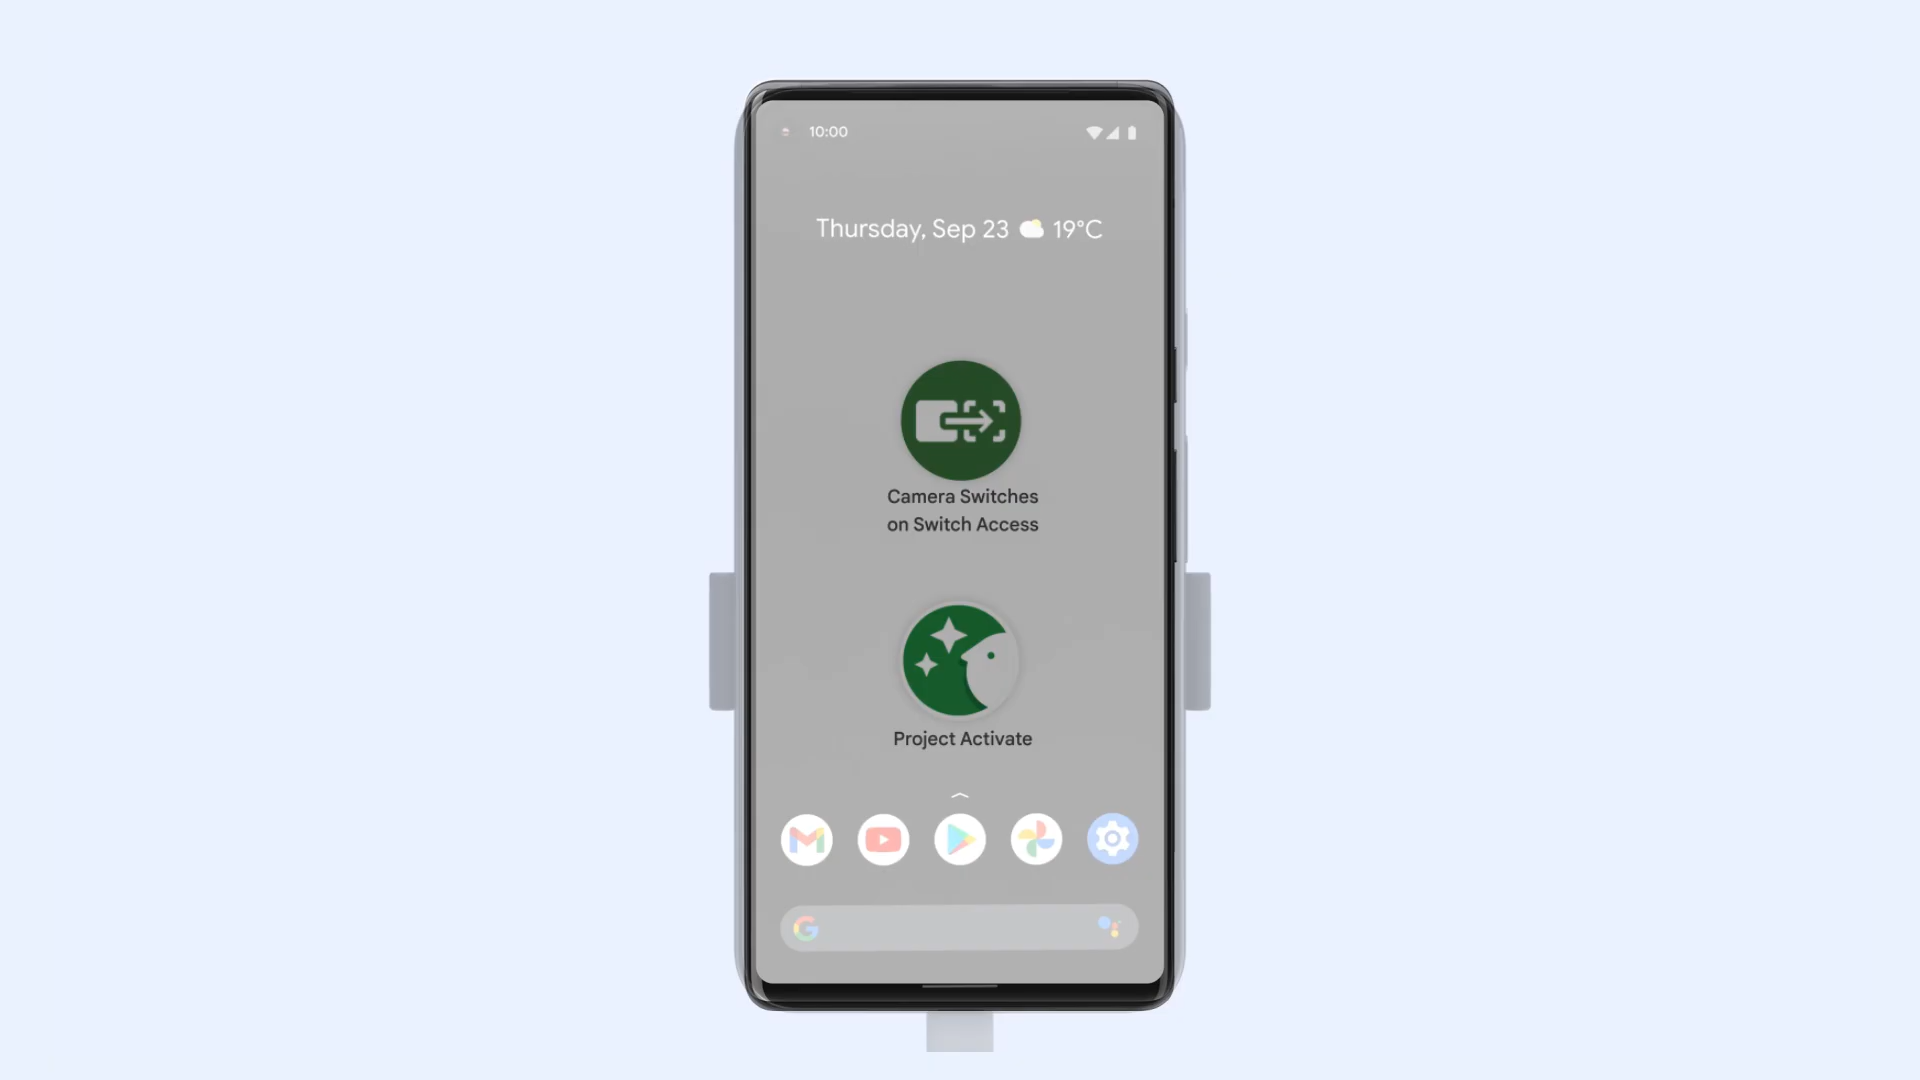 10:00
Thursday, Sep 23 19°C
Camera Switches
on Switch Access
Project Activate